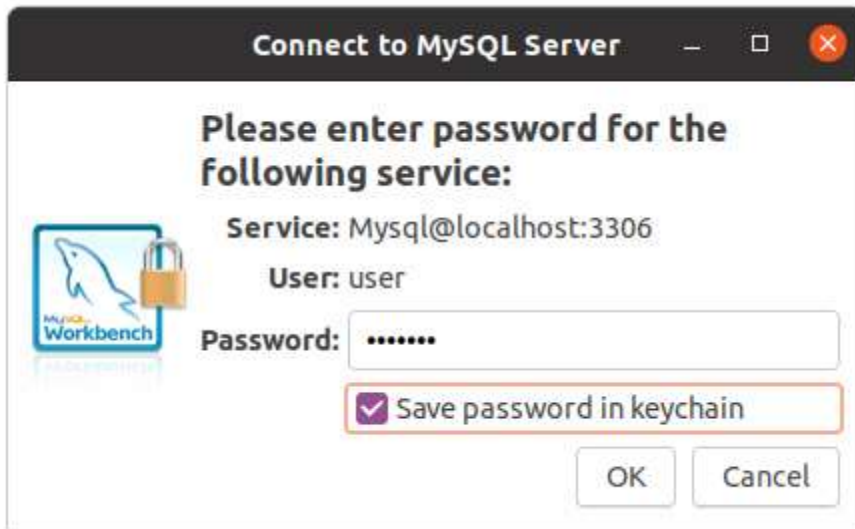 Connect to MySQL Server
Please enter password for the
following service:
Service: Mysql@localhost:3306
User: user
MySQL
Workbench
Password: •••••••
Save password in keychain
OK Cancel